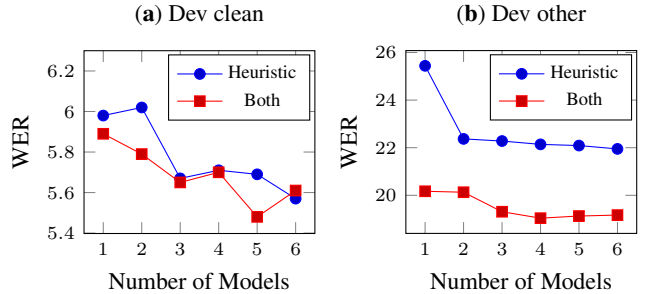 (a) Dev clean
6.2
6
5.8
5.6
5.4
WER
Heuristic
Both
1 2 3 4 5 6
Number of Models
(b) Dev other
26
24
22
20
WER
Heuristic
Both
1 2 3 4 5 6
Number of Models